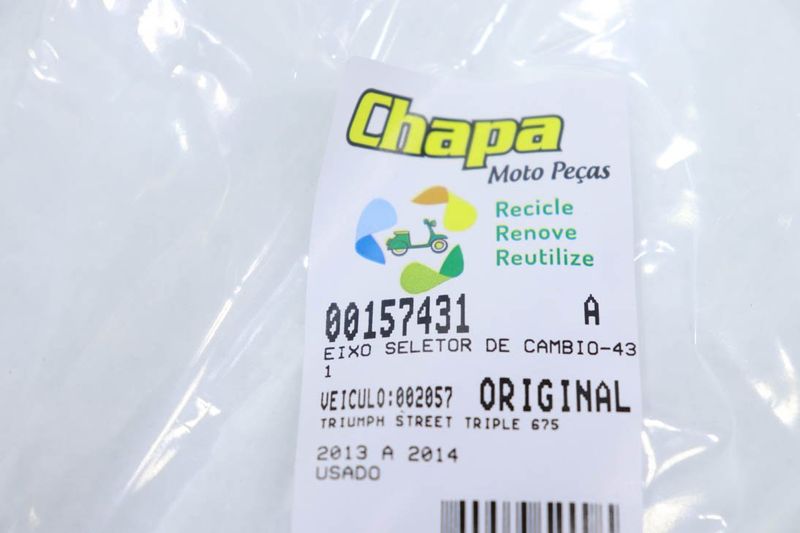 Chapa
Moto Peças
Recicle
Renove
Reutilize
00157431 A
EIXO SELETOR DE CAMBIO-43
1
VEICULO:002057 ORIGINAL
TRIUMPH STREET TRIPLE 675
2013 A 2014
USADO